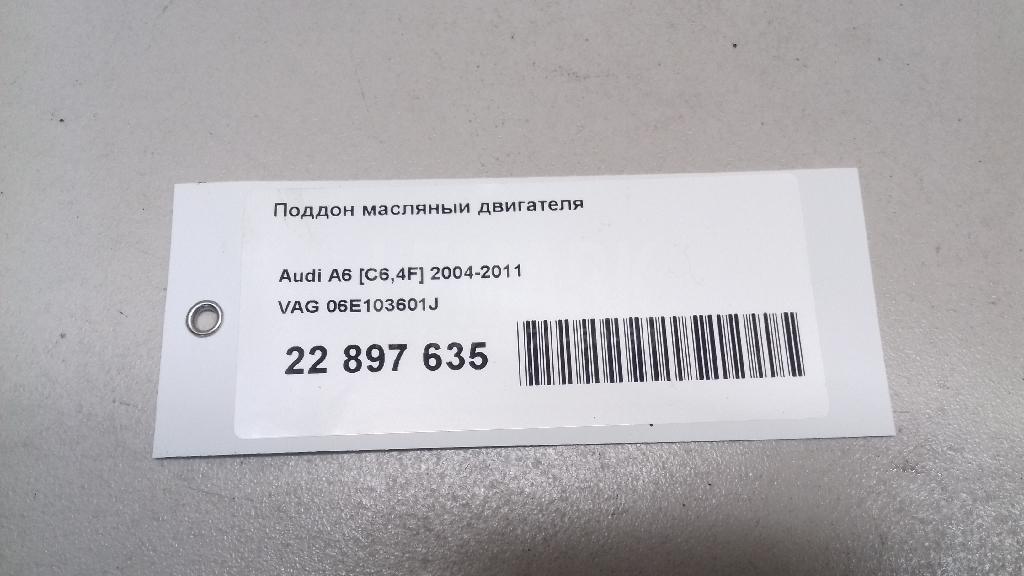 Поддон масляныи двигателя
Audi A6 [C6,4F] 2004-2011
VAG 06E103601J
22 897 635